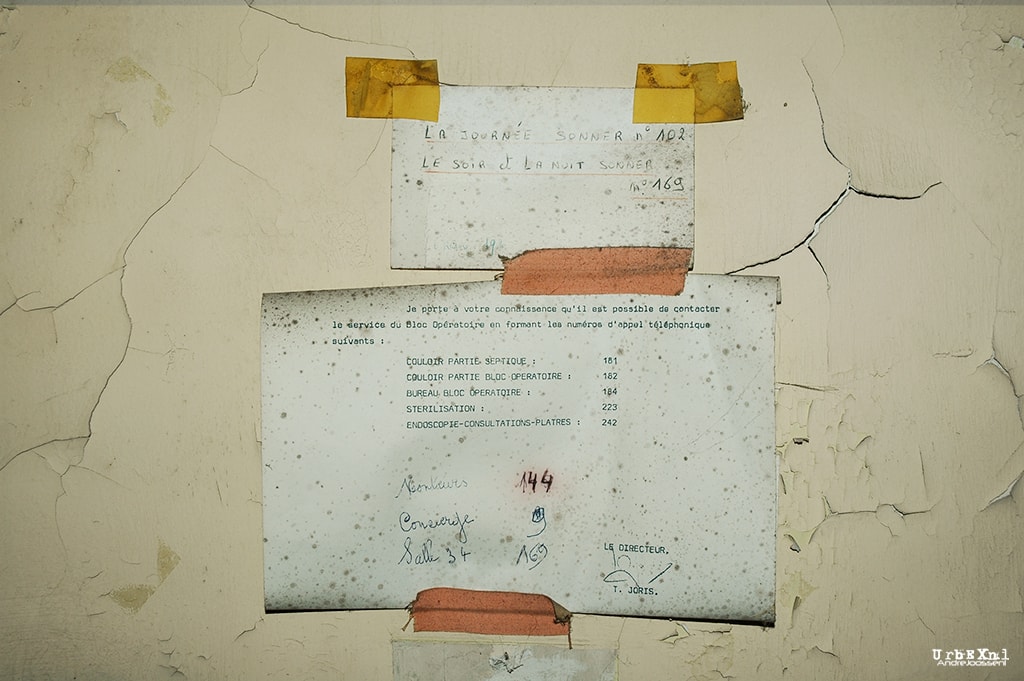 LA JOURNÉE SONNER n° 102
LE SOIR et LA NUIT SONNER
n° 169
Je porte à votre connaissance qu'il est possible de contacter
le service du Bloc Opératoire en formant les numéros d'appel téléphonique
suivants :
COULOIR PARTIE SEPTIQUE : 181
COULOIR PARTIE BLOC OPERATOIRE : 182
BUREAU BLOC OPERATOIRE : 184
STERILISATION : 223
ENDOSCOPIE-CONSULTATIONS-PLATRES : 242
144
Concierge 9
Salle 34 169
LE DIRECTEUR,
T. JORIS.
UrbEXnl
AndreJoosse.nl